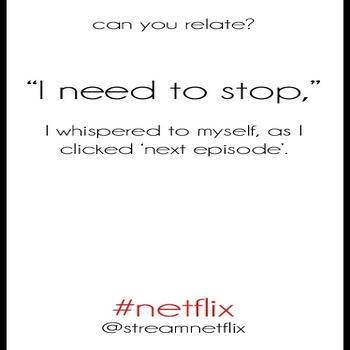 can you relate?
“I need to stop,”
I whispered to myself, as I
clicked ‘next episode’.
#netflix
@streamnetflix